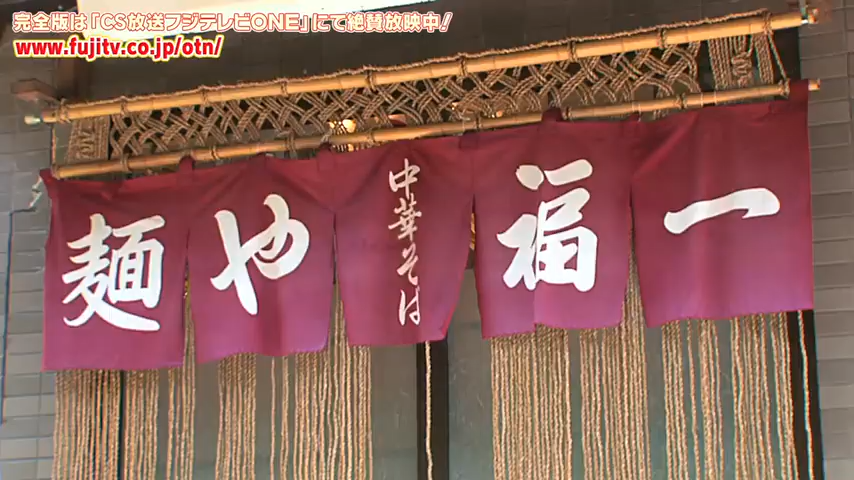 完全版は『CS放送フジテレビONE』にて絶賛放映中!
www.fujitv.co.jp/otn/
一福
中華そば
や麺